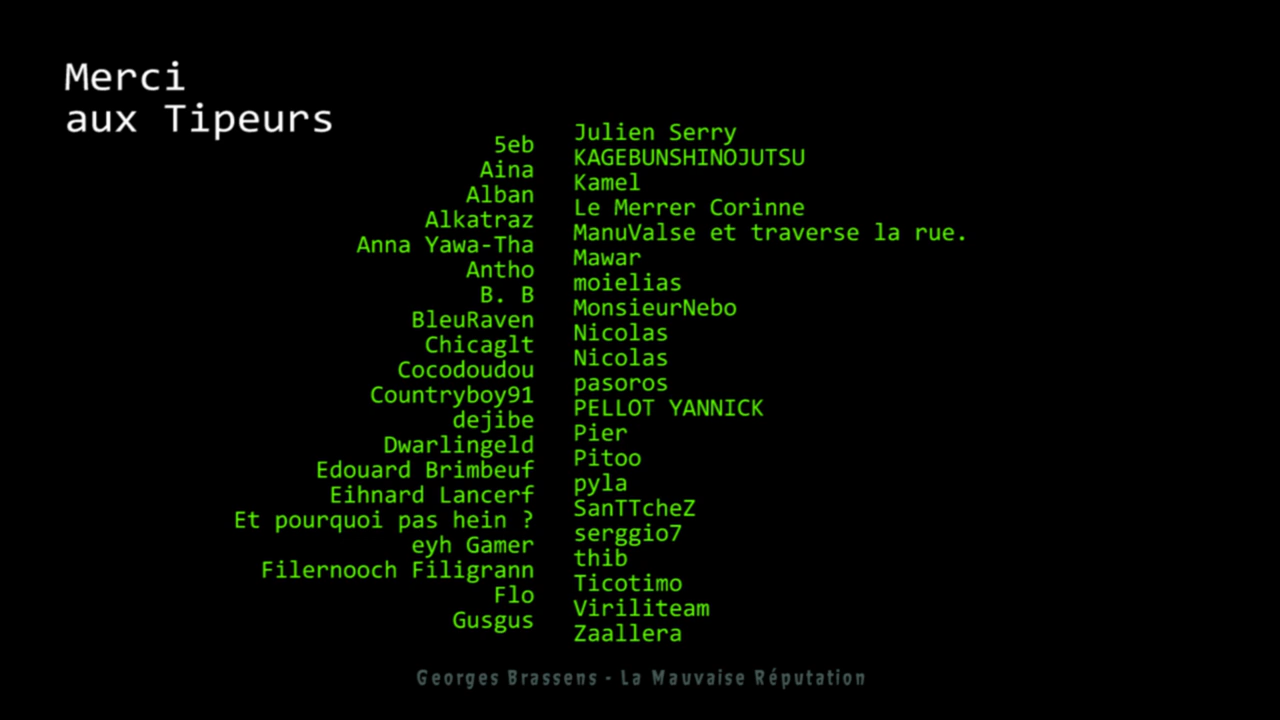 Merci
aux Tipeurs
5eb
Aina
Alban
Alkatraz
Anna Yawa-Tha
Antho
B. B
BleuRaven
Chicaglt
Cocodoudou
Countryboy91
dejibe
Dwarlingeld
Edouard Brimbeuf
Eihnard Lancerf
Et pourquoi pas hein ?
eyh Gamer
Filernooch Filigrann
Flo
Gusgus
Julien Serry
KAGEBUNSHINOJUTSU
Kamel
Le Merrer Corinne
ManuValse et traverse la rue.
Mawar
moielias
MonsieurNebo
Nicolas
Nicolas
pasoros
PELLOT YANNICK
Pier
Pitoo
pyla
SanTTcheZ
serggio7
thib
Ticotimo
Viriliteam
Zaallera
Georges Brassens - La Mauvaise Réputation